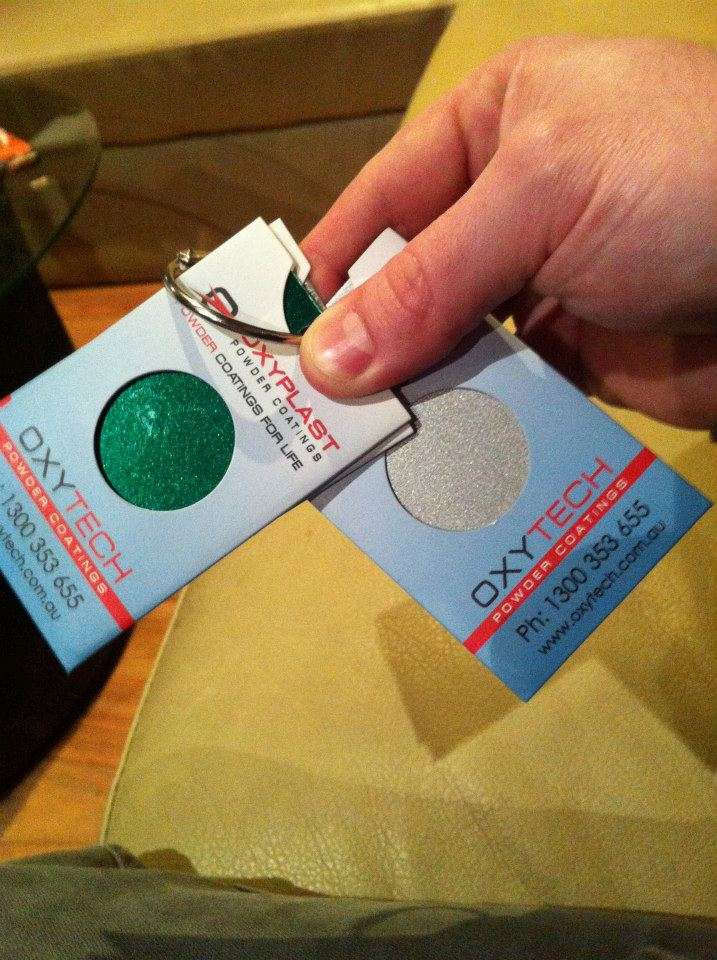 OXYPLAST
POWDER COATINGS
POWDER COATINGS FOR LIFE
OXYTECH
POWDER COATINGS
1300 353 655
OXYTECH
POWDER COATINGS
Ph: 1300 353 655
www.oxytech.com.au